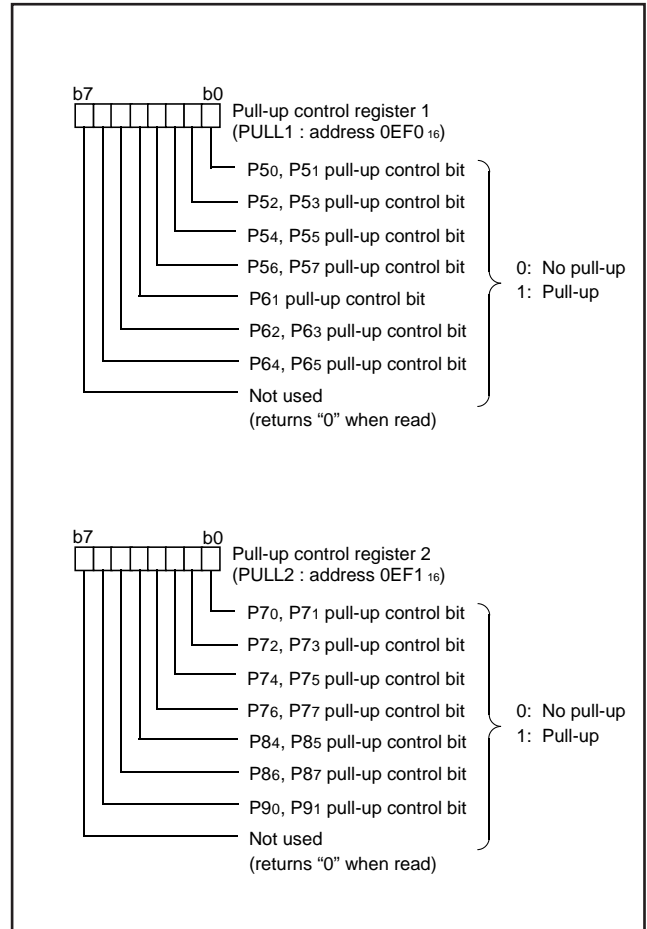 b7 b0
Pull-up control register 1
(PULL1 : address 0EF0 16)
P50, P51 pull-up control bit
P52, P53 pull-up control bit
P54, P55 pull-up control bit
P56, P57 pull-up control bit
P61 pull-up control bit
P62, P63 pull-up control bit
P64, P65 pull-up control bit
Not used
(returns “0” when read)
0: No pull-up
1: Pull-up
b7 b0
Pull-up control register 2
(PULL2 : address 0EF1 16)
P70, P71 pull-up control bit
P72, P73 pull-up control bit
P74, P75 pull-up control bit
P76, P77 pull-up control bit
P84, P85 pull-up control bit
P86, P87 pull-up control bit
P90, P91 pull-up control bit
Not used
(returns “0” when read)
0: No pull-up
1: Pull-up